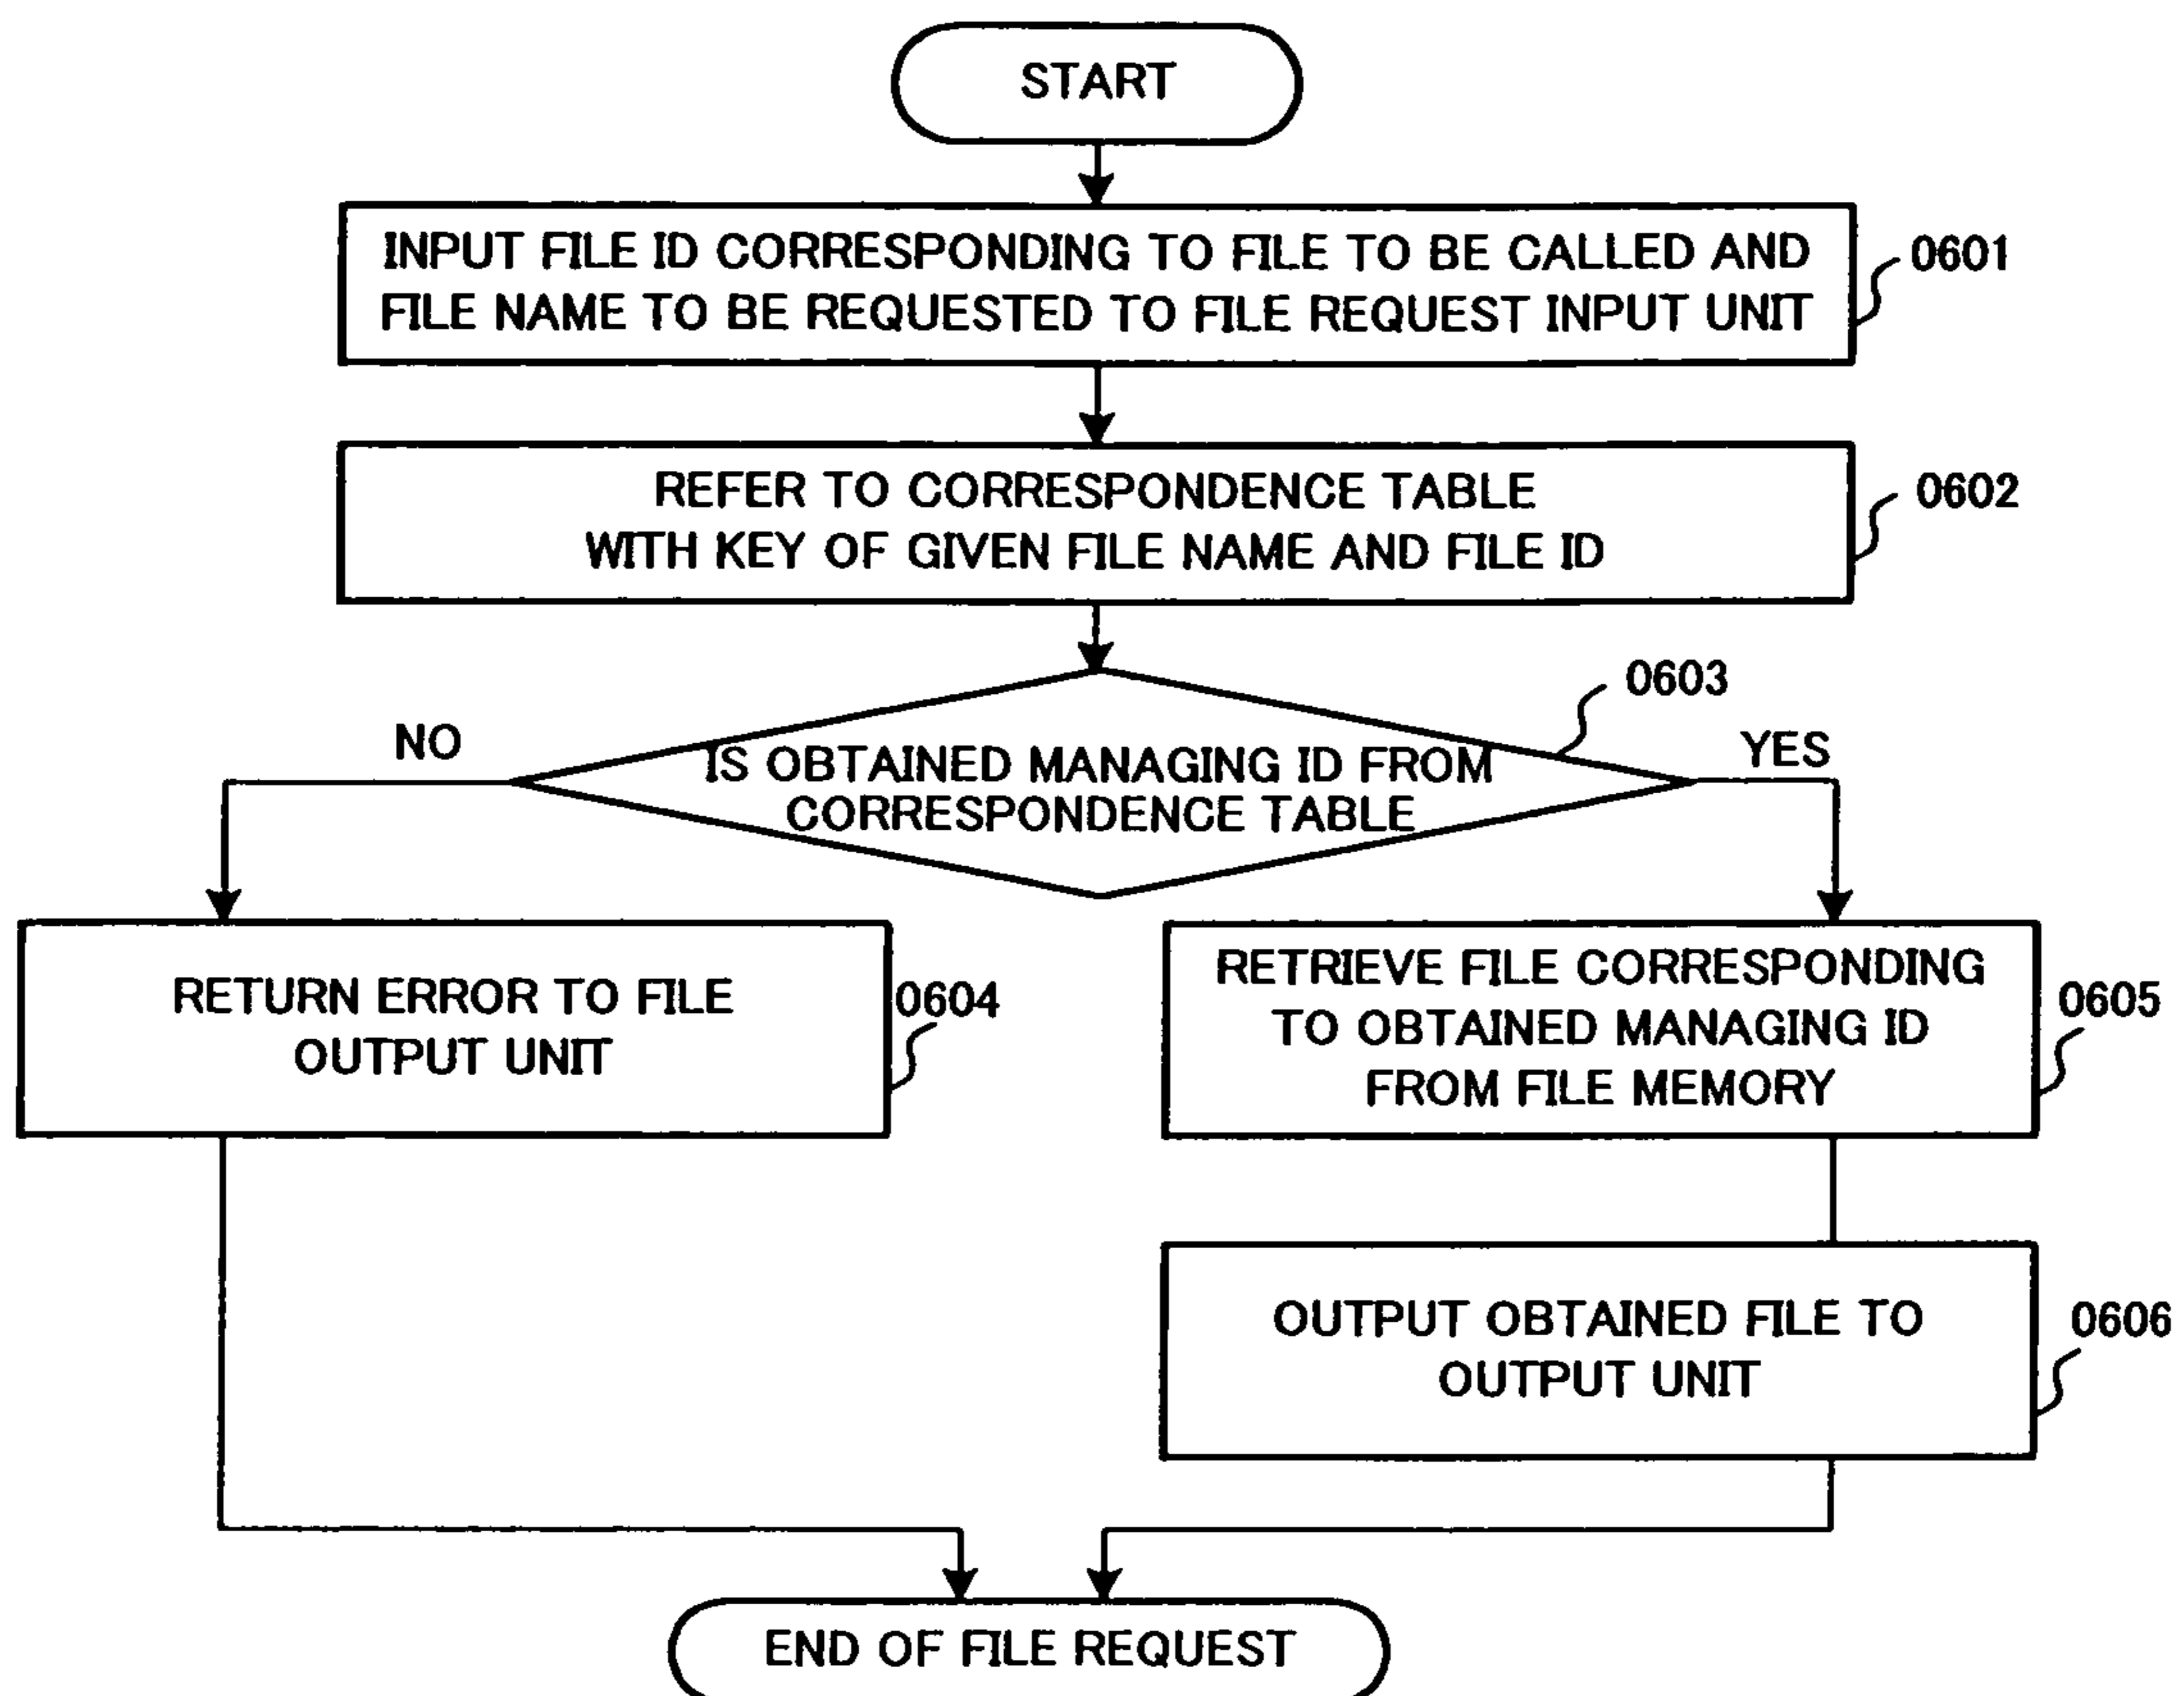 START
INPUT FILE ID CORRESPONDING TO FILE TO BE CALLED AND
FILE NAME TO BE REQUESTED TO FILE REQUEST INPUT UNIT
0601
REFER TO CORRESPONDENCE TABLE
WITH KEY OF GIVEN FILE NAME AND FILE ID
0602
0603
NO
IS OBTAINED MANAGING ID FROM
CORRESPONDENCE TABLE
YES
RETURN ERROR TO FILE
OUTPUT UNIT
0604
RETRIEVE FILE CORRESPONDING
TO OBTAINED MANAGING ID
FROM FILE MEMORY
0605
OUTPUT OBTAINED FILE TO
OUTPUT UNIT
0606
END OF FILE REQUEST